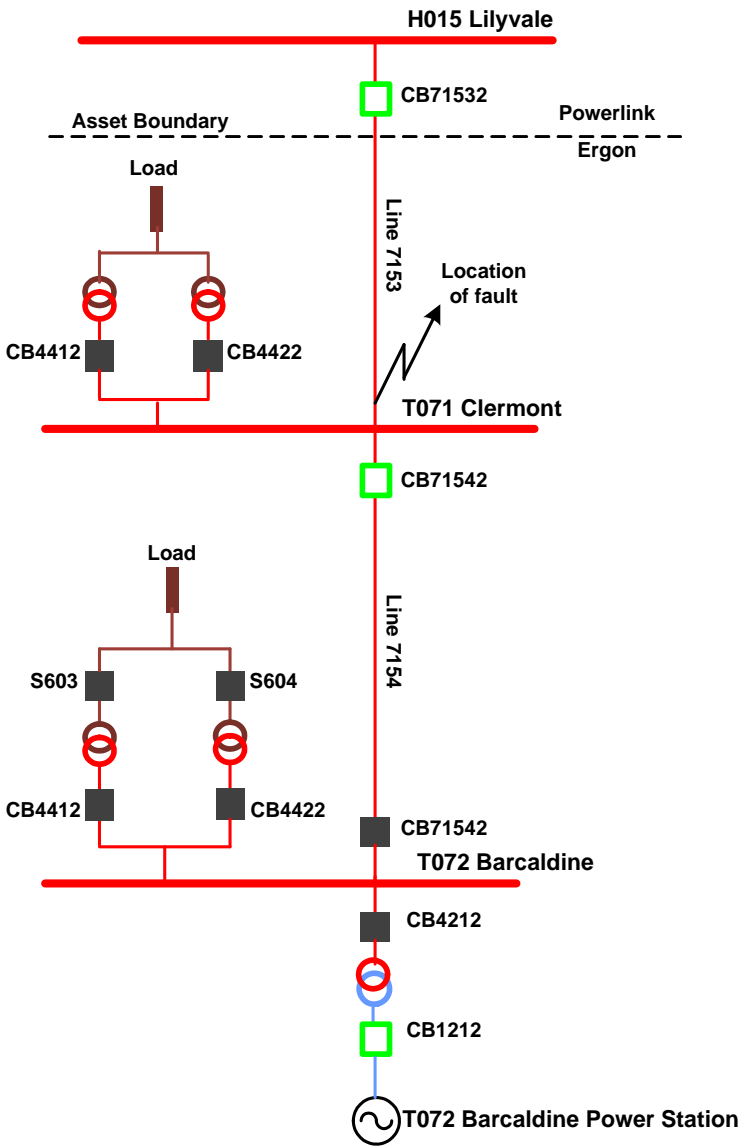 H015 Lilyvale
CB71532
Asset Boundary
Powerlink
Ergon
Load
Line 7153
Location
of fault
CB4412
CB4422
T071 Clermont
CB71542
Load
Line 7154
S603
S604
CB4412
CB4422
CB71542
T072 Barcaldine
CB4212
CB1212
T072 Barcaldine Power Station